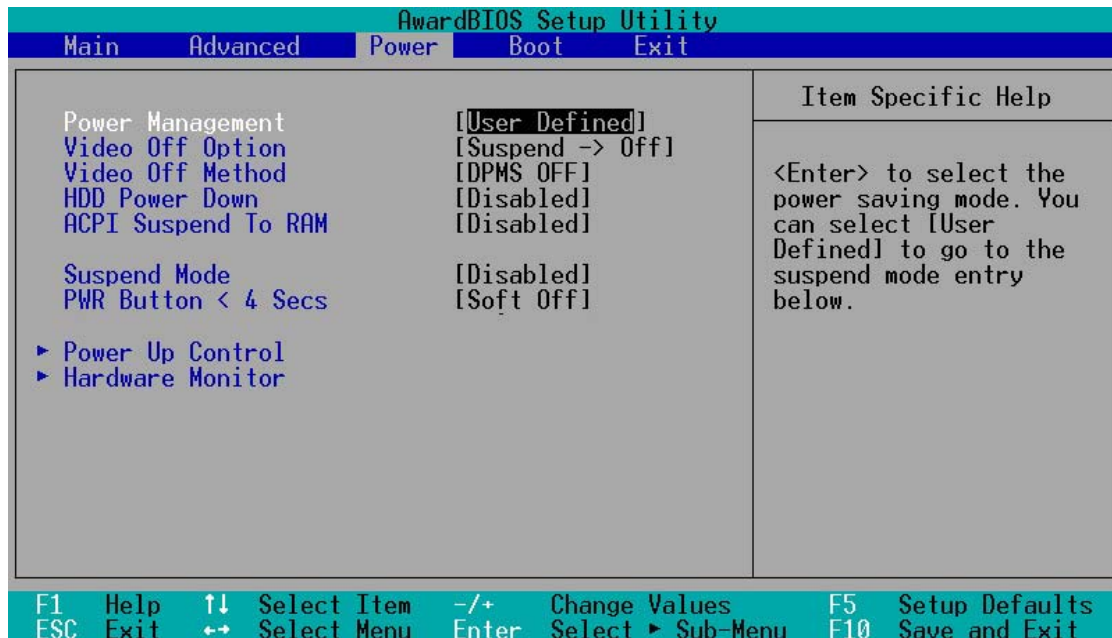 AwardBIOS Setup Utility
Main Advanced Power Boot Exit
Item Specific Help
Power Management [User Defined]
Video Off Option [Suspend -> Off]
Video Off Method [DPMS OFF]
HDD Power Down [Disabled]
ACPI Suspend To RAM [Disabled]
Suspend Mode [Disabled]
PWR Button < 4 Secs [Soft Off]
► Power Up Control
► Hardware Monitor
<Enter> to select the
power saving mode. You
can select [User
Defined] to go to the
suspend mode entry
below.
F1 Help ↑↓ Select Item -/+ Change Values F5 Setup Defaults
ESC Exit ←→ Select Menu Enter Select ► Sub-Menu F10 Save and Exit